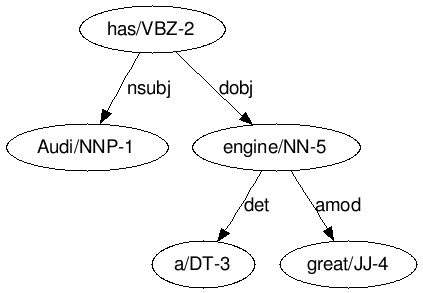 has/VBZ-2
nsubj dobj
Audi/NNP-1 engine/NN-5
det amod
a/DT-3 great/JJ-4